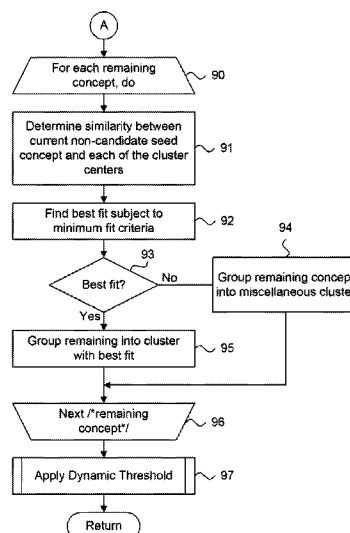 A
For each remaining
concept, do
90
Determine similarity between
current non-candidate seed
concept and each of the cluster
centers
91
Find best fit subject to
minimum fit criteria
92
93
Best fit?
No
Yes
94
Group remaining concept
into miscellaneous cluster
Group remaining into cluster
with best fit
95
Next /*remaining
concept*/
96
Apply Dynamic Threshold
97
Return